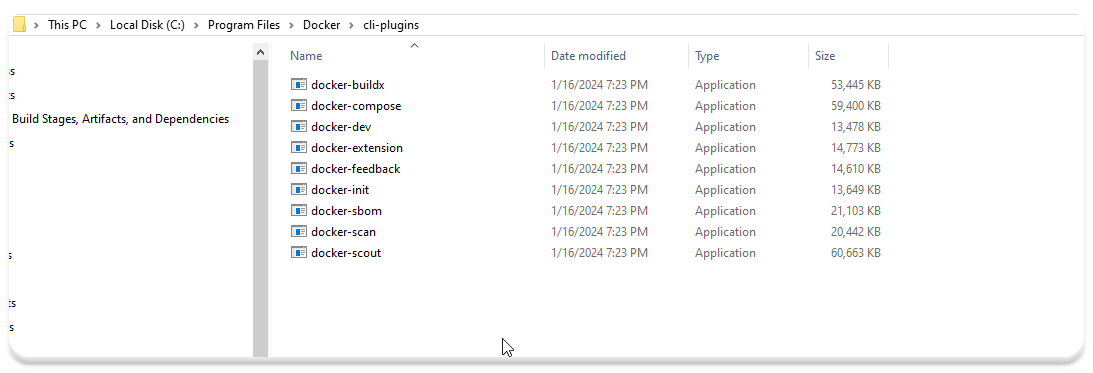 This PC > Local Disk (C:) > Program Files > Docker > cli-plugins
Name Date modified Type Size
Build Stages, Artifacts, and Dependencies
docker-buildx 1/16/2024 7:23 PM Application 53,445 KB
docker-compose 1/16/2024 7:23 PM Application 59,400 KB
docker-dev 1/16/2024 7:23 PM Application 13,478 KB
docker-extension 1/16/2024 7:23 PM Application 14,773 KB
docker-feedback 1/16/2024 7:23 PM Application 14,610 KB
docker-init 1/16/2024 7:23 PM Application 13,649 KB
docker-sbom 1/16/2024 7:23 PM Application 21,103 KB
docker-scan 1/16/2024 7:23 PM Application 20,442 KB
docker-scout 1/16/2024 7:23 PM Application 60,663 KB